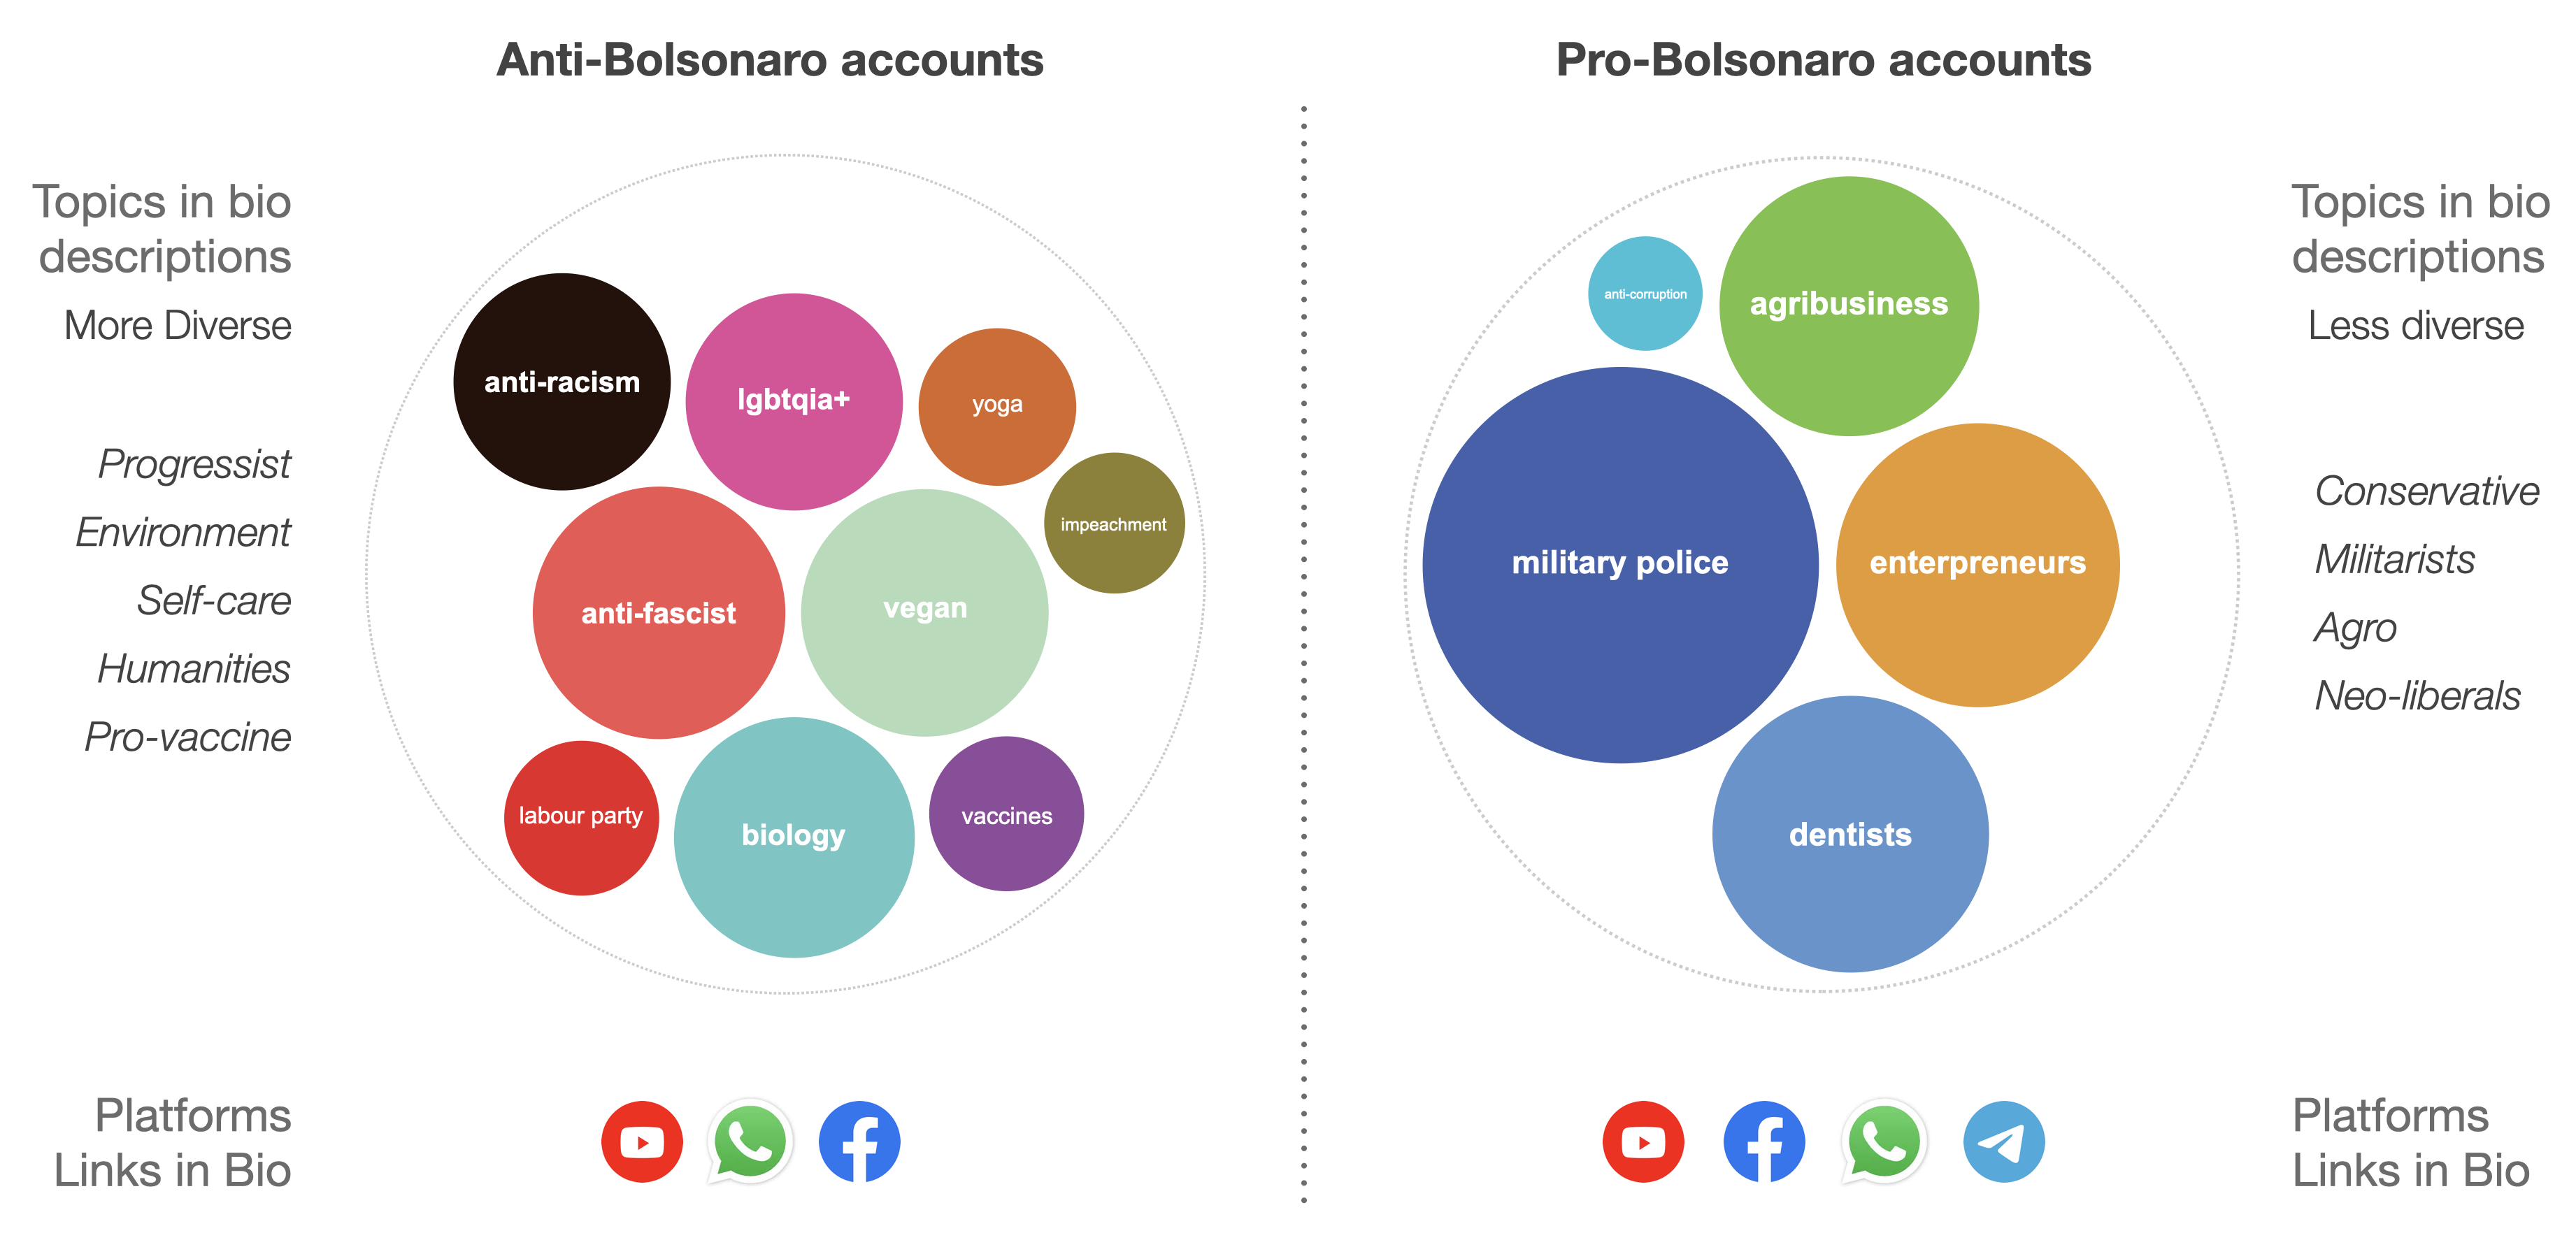 Anti-Bolsonaro accounts
Topics in bio
descriptions
More Diverse
Progressist
Environment
Self-care
Humanities
Pro-vaccine
anti-racism
lgbtqia+
yoga
impeachment
anti-fascist
vegan
labour party
biology
vaccines
Platforms
Links in Bio
Pro-Bolsonaro accounts
anti-corruption
agribusiness
military police
enterpreneurs
dentists
Topics in bio
descriptions
Less diverse
Conservative
Militarists
Agro
Neo-liberals
Platforms
Links in Bio